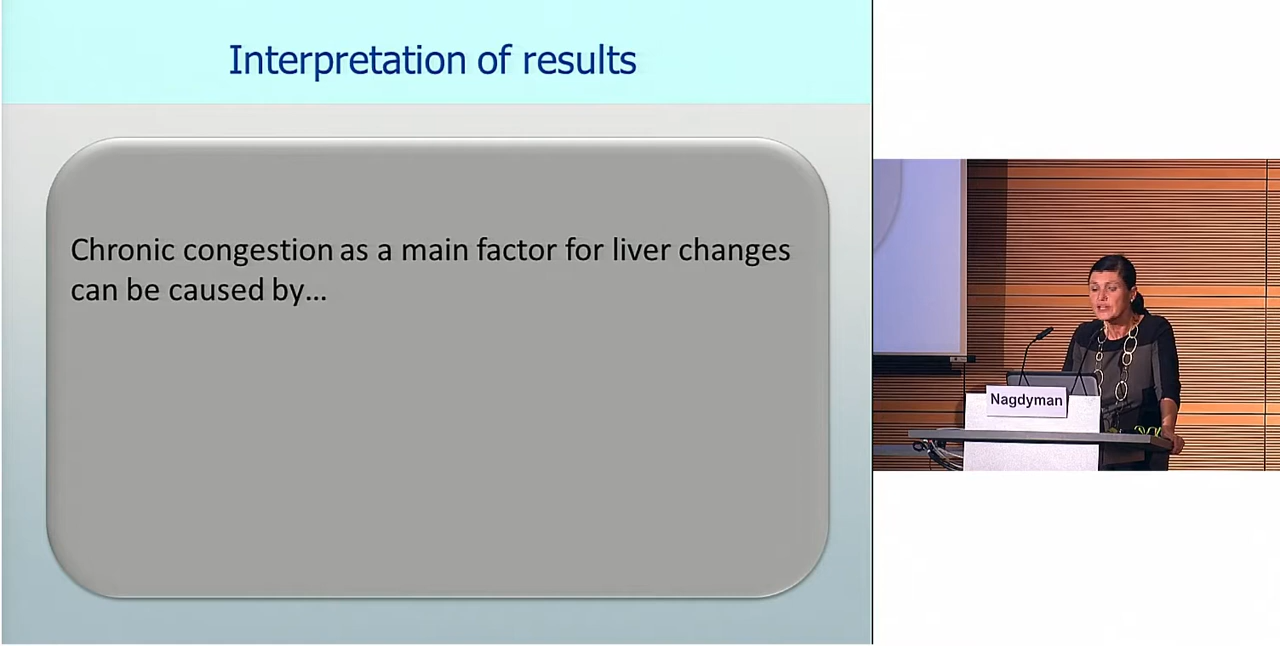 Interpretation of results
Chronic congestion as a main factor for liver changes
can be caused by...
Nagdyman